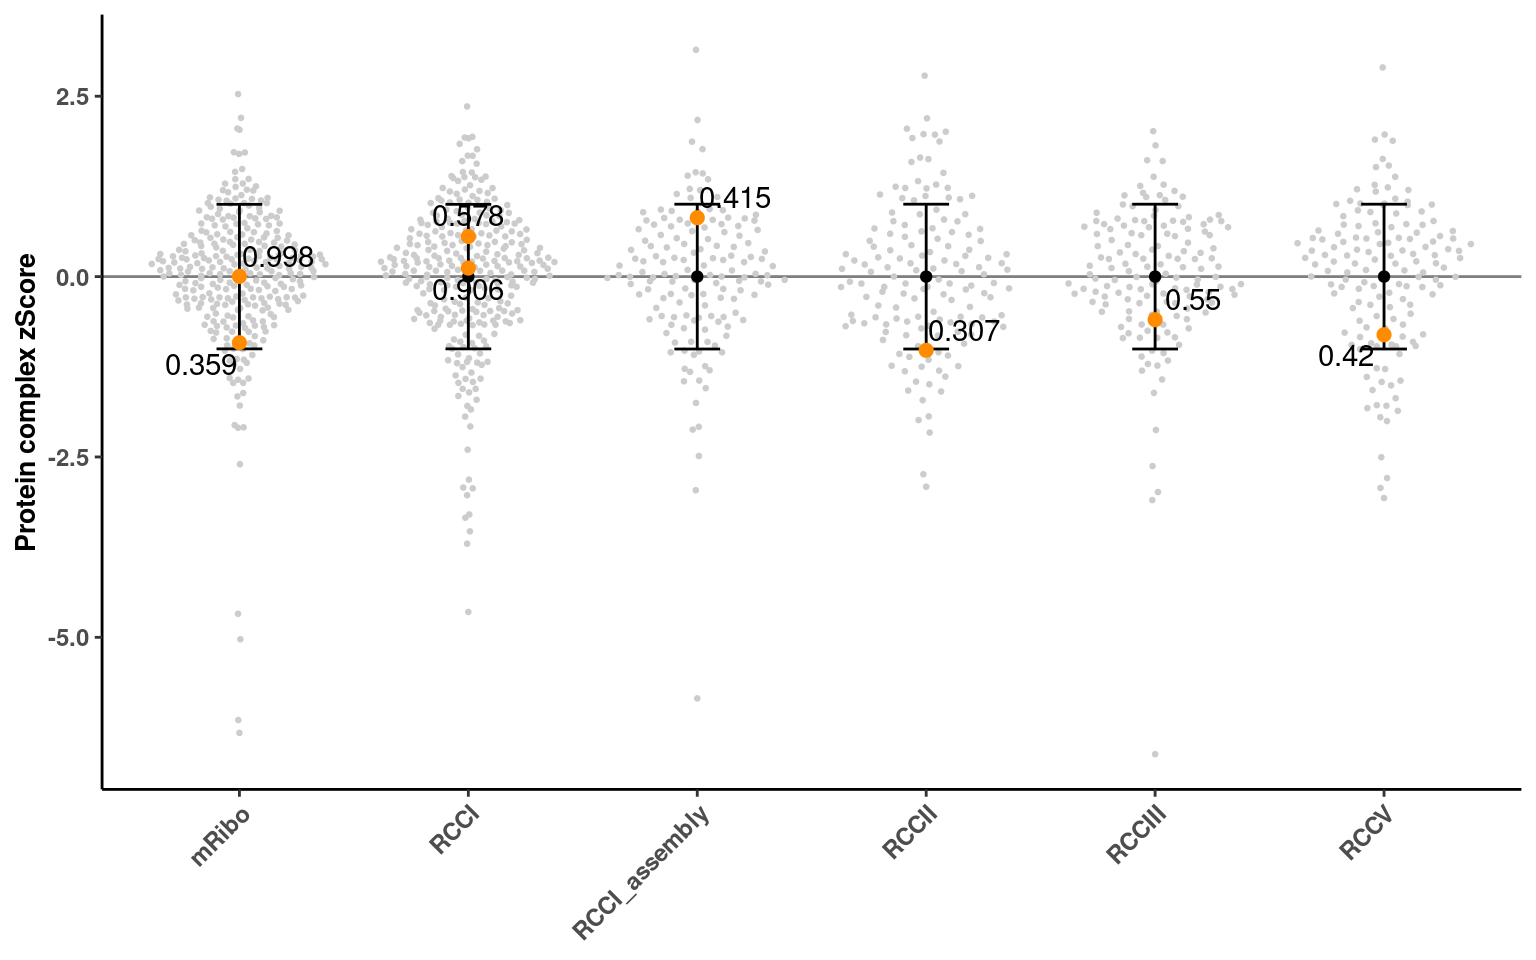 Protein complex zScore
2.5
0.0
-2.5
-5.0
0.998
0.359
0.578
0.906
0.415
0.307
0.55
0.42
mRibo
RCCI
RCCI_assembly
RCCII
RCCIII
RCCV